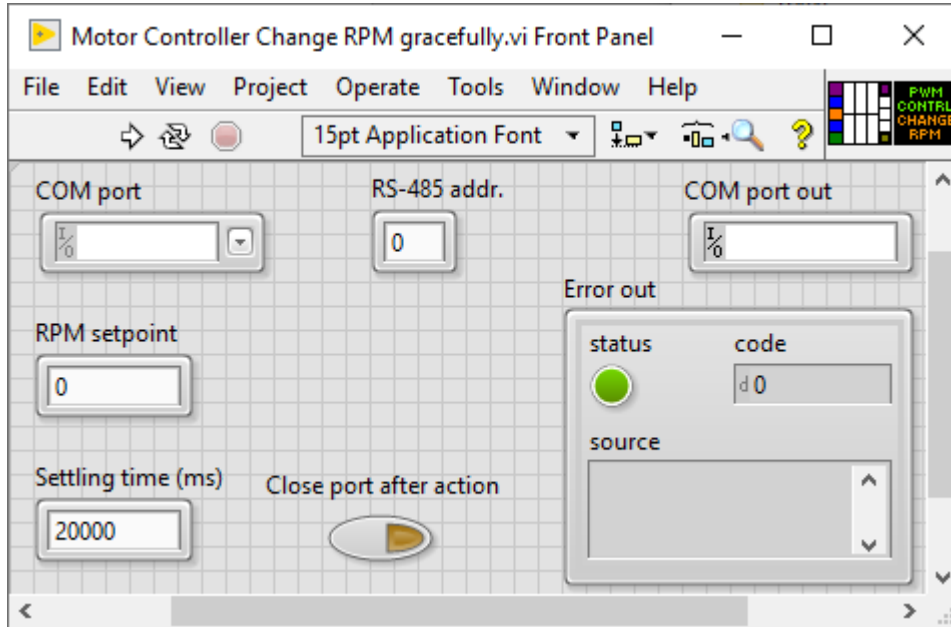 Motor Controller Change RPM gracefully.vi Front Panel
File Edit View Project Operate Tools Window Help
15pt Application Font
PWM
CONTRL
CHANGE
RPM
COM port
RS-485 addr.
COM port out
I/O
0
I/O
Error out
RPM setpoint
status
code
0
d 0
source
Settling time (ms)
Close port after action
20000